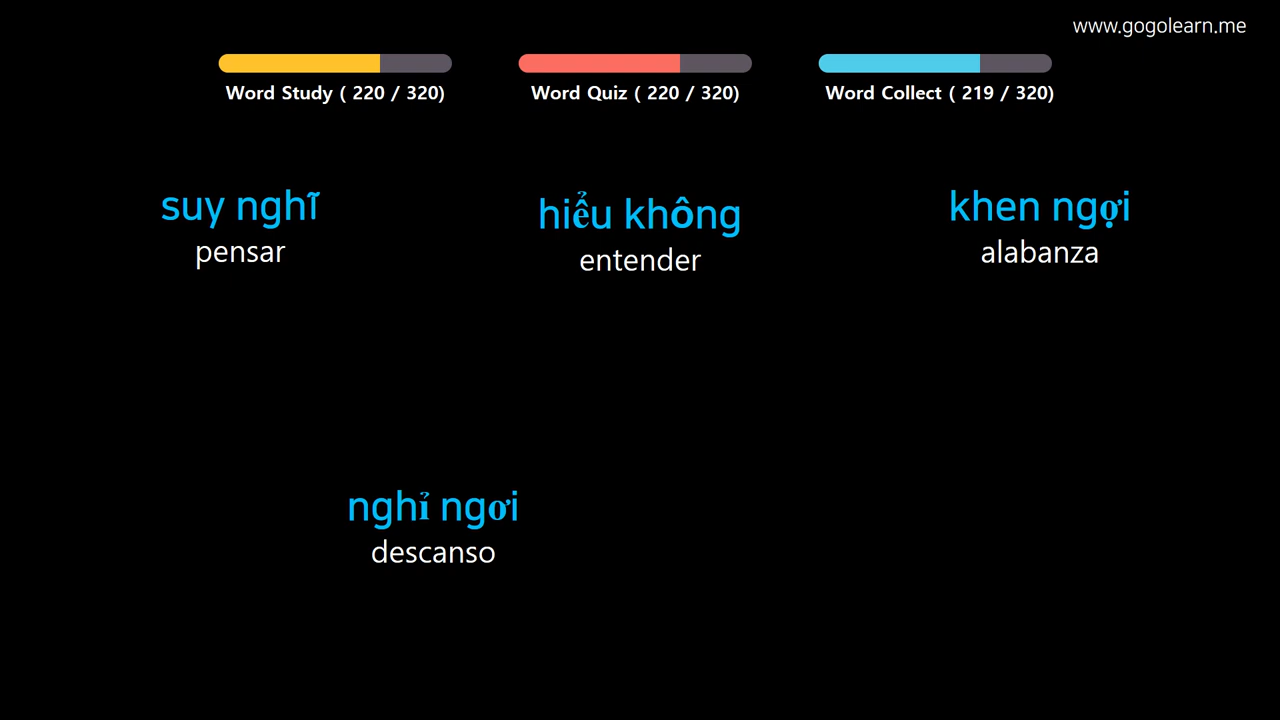 www.gogolearn.me
Word Study ( 220 / 320)
Word Quiz ( 220 / 320)
Word Collect ( 219 / 320)
suy nghĩ
pensar
hiểu không
entender
khen ngợi
alabanza
nghỉ ngơi
descanso